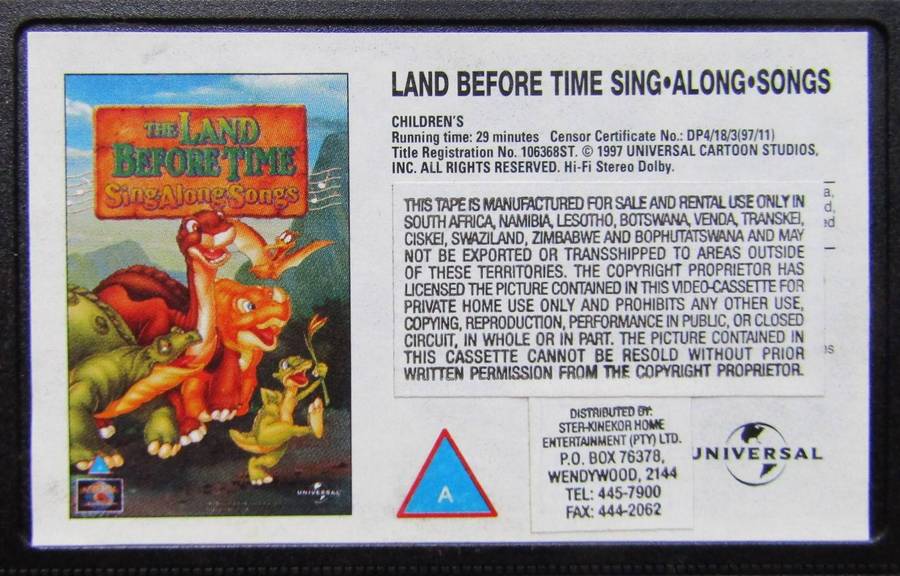 THE LAND
BEFORE TIME
Sing Along Songs
UNIVERSAL
LAND BEFORE TIME SING•ALONG•SONGS
CHILDREN'S
Running time: 29 minutes Censor Certificate No.: DP4/18/3(97/11)
Title Registration No. 106368ST. © 1997 UNIVERSAL CARTOON STUDIOS,
INC. ALL RIGHTS RESERVED. Hi-Fi Stereo Dolby.
THIS TAPE IS MANUFACTURED FOR SALE AND RENTAL USE ONLY IN
SOUTH AFRICA, NAMIBIA, LESOTHO, BOTSWANA, VENDA, TRANSKEI,
CISKEI, SWAZILAND, ZIMBABWE AND BOPHUTATSWANA AND MAY
NOT BE EXPORTED OR TRANSSHIPPED TO AREAS OUTSIDE
OF THESE TERRITORIES. THE COPYRIGHT PROPRIETOR HAS
LICENSED THE PICTURE CONTAINED IN THIS VIDEO-CASSETTE FOR
PRIVATE HOME USE ONLY AND PROHIBITS ANY OTHER USE,
COPYING, REPRODUCTION, PERFORMANCE IN PUBLIC, OR CLOSED
CIRCUIT, IN WHOLE OR IN PART. THE PICTURE CONTAINED IN
THIS CASSETTE CANNOT BE RESOLD WITHOUT PRIOR
WRITTEN PERMISSION FROM THE COPYRIGHT PROPRIETOR.
A
DISTRIBUTED BY:
STER-KINEKOR HOME
ENTERTAINMENT (PTY) LTD.
P.O. BOX 76378,
WENDYWOOD, 2144
TEL: 445-7900
FAX: 444-2062
UNIVERSAL